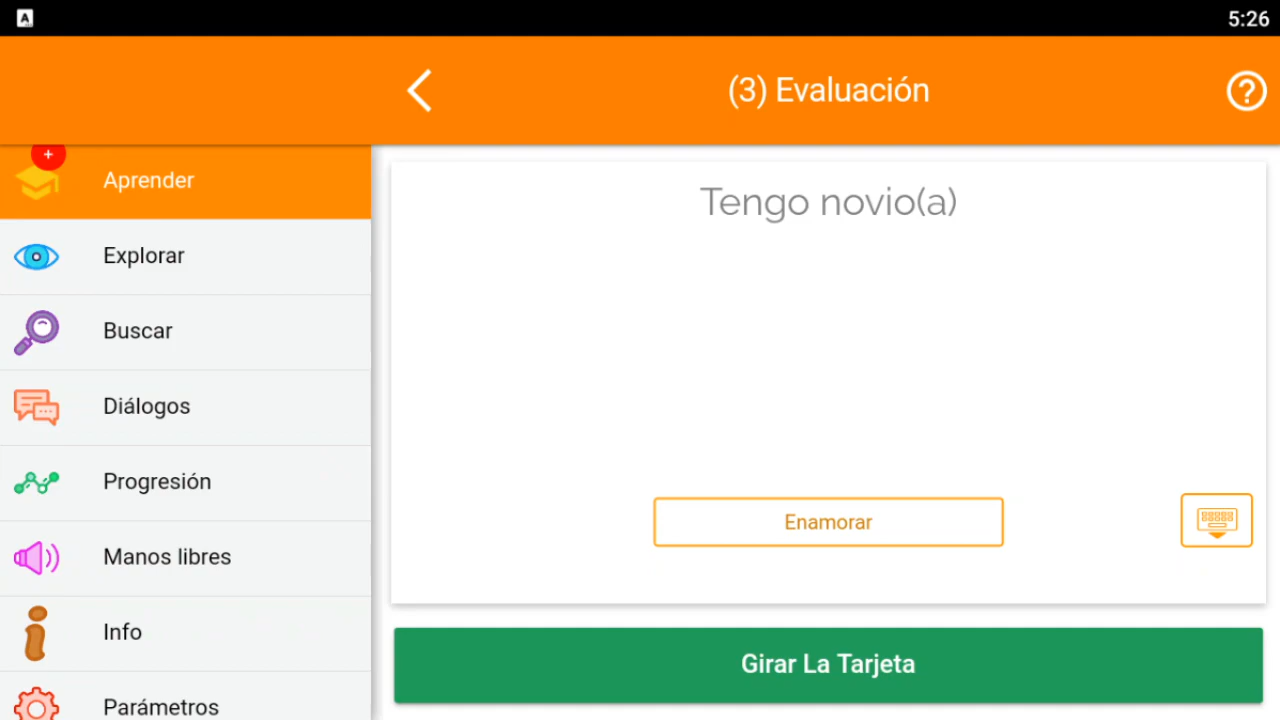 A
5:26
(3) Evaluación
+
Aprender
Explorar
Buscar
Diálogos
Progresión
Manos libres
Info
Parámetros
Tengo novio(a)
Enamorar
Girar La Tarjeta